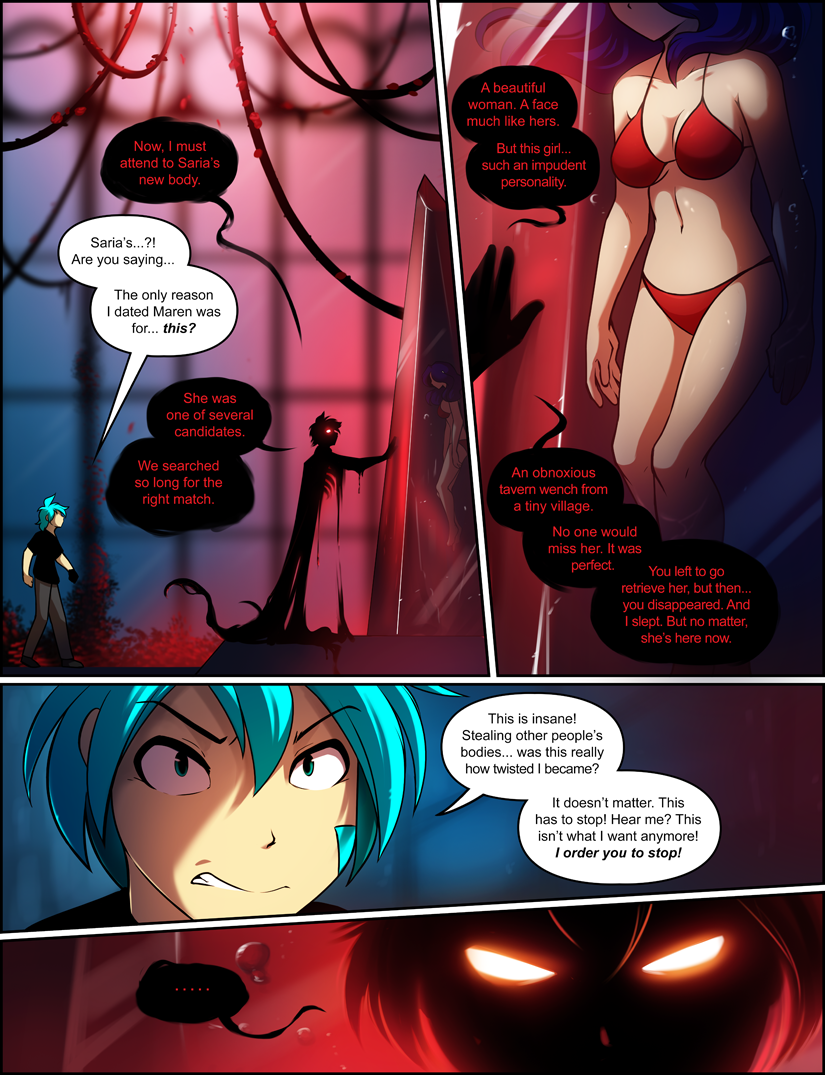 Now, I must
attend to Saria's
new body.
Saria's...?!
Are you saying...
The only reason
I dated Maren was
for... this?
She was
one of several
candidates.
We searched
so long for the
right match.
A beautiful
woman. A face
much like hers.
But this girl...
such an impudent
personality.
An obnoxious
tavern wench from
a tiny village.
No one would
miss her. It was
perfect.
You left to go
retrieve her, but then...
you disappeared. And
I slept. But no matter,
she's here now.
This is insane!
Stealing other people's
bodies... was this really
how twisted I became?
It doesn't matter. This
has to stop! Hear me? This
isn't what I want anymore!
I order you to stop!
.....